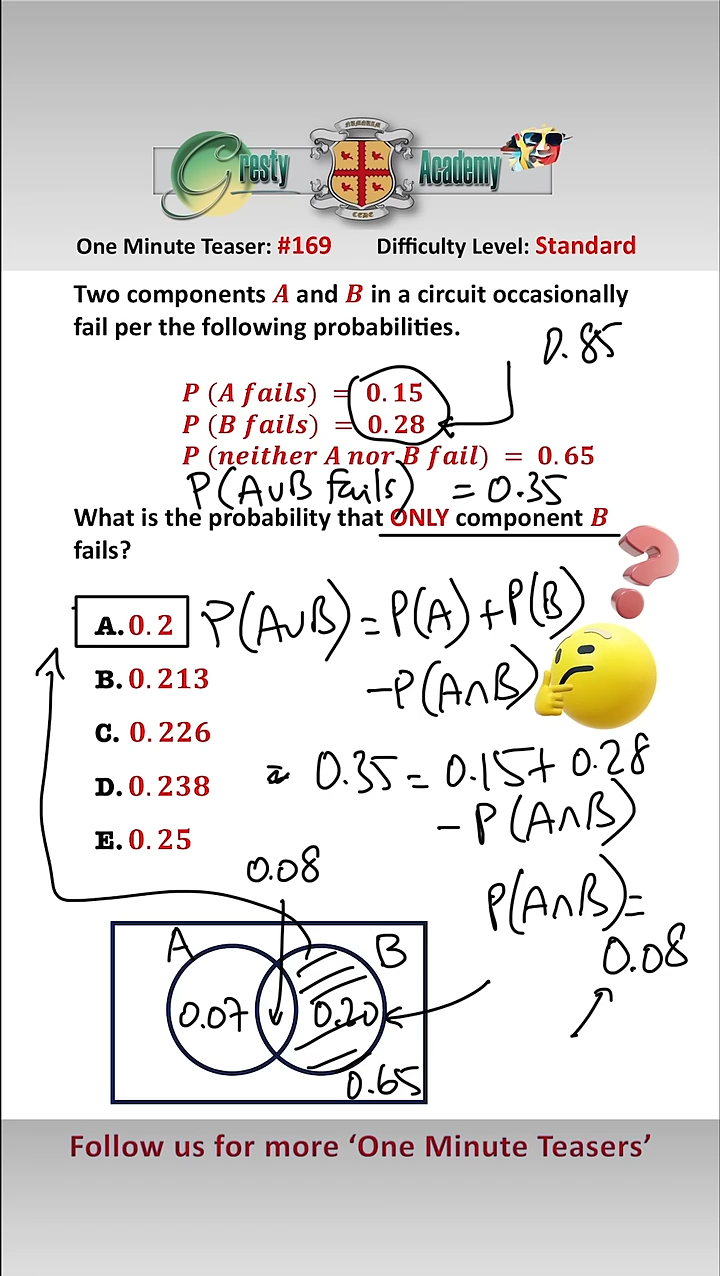 NUMQUAM
Gresty Academy
CEDE
One Minute Teaser: #169 Difficulty Level: Standard
Two components A and B in a circuit occasionally
fail per the following probabilities.
0.85
P (A fails) = 0.15
P (B fails) = 0.28
P (neither A nor B fail) = 0.65
P(A∪B fails) = 0.35
What is the probability that ONLY component B
fails?
A. 0.2
P(A∪B) = P(A) + P(B)
- P(A∩B)
B. 0.213
C. 0.226
D. 0.238
0.35 = 0.15 + 0.28
- P(A∩B)
E. 0.25
0.08
P(A∩B) =
0.08
A B
0.07 0.20
0.65
Follow us for more ‘One Minute Teasers’